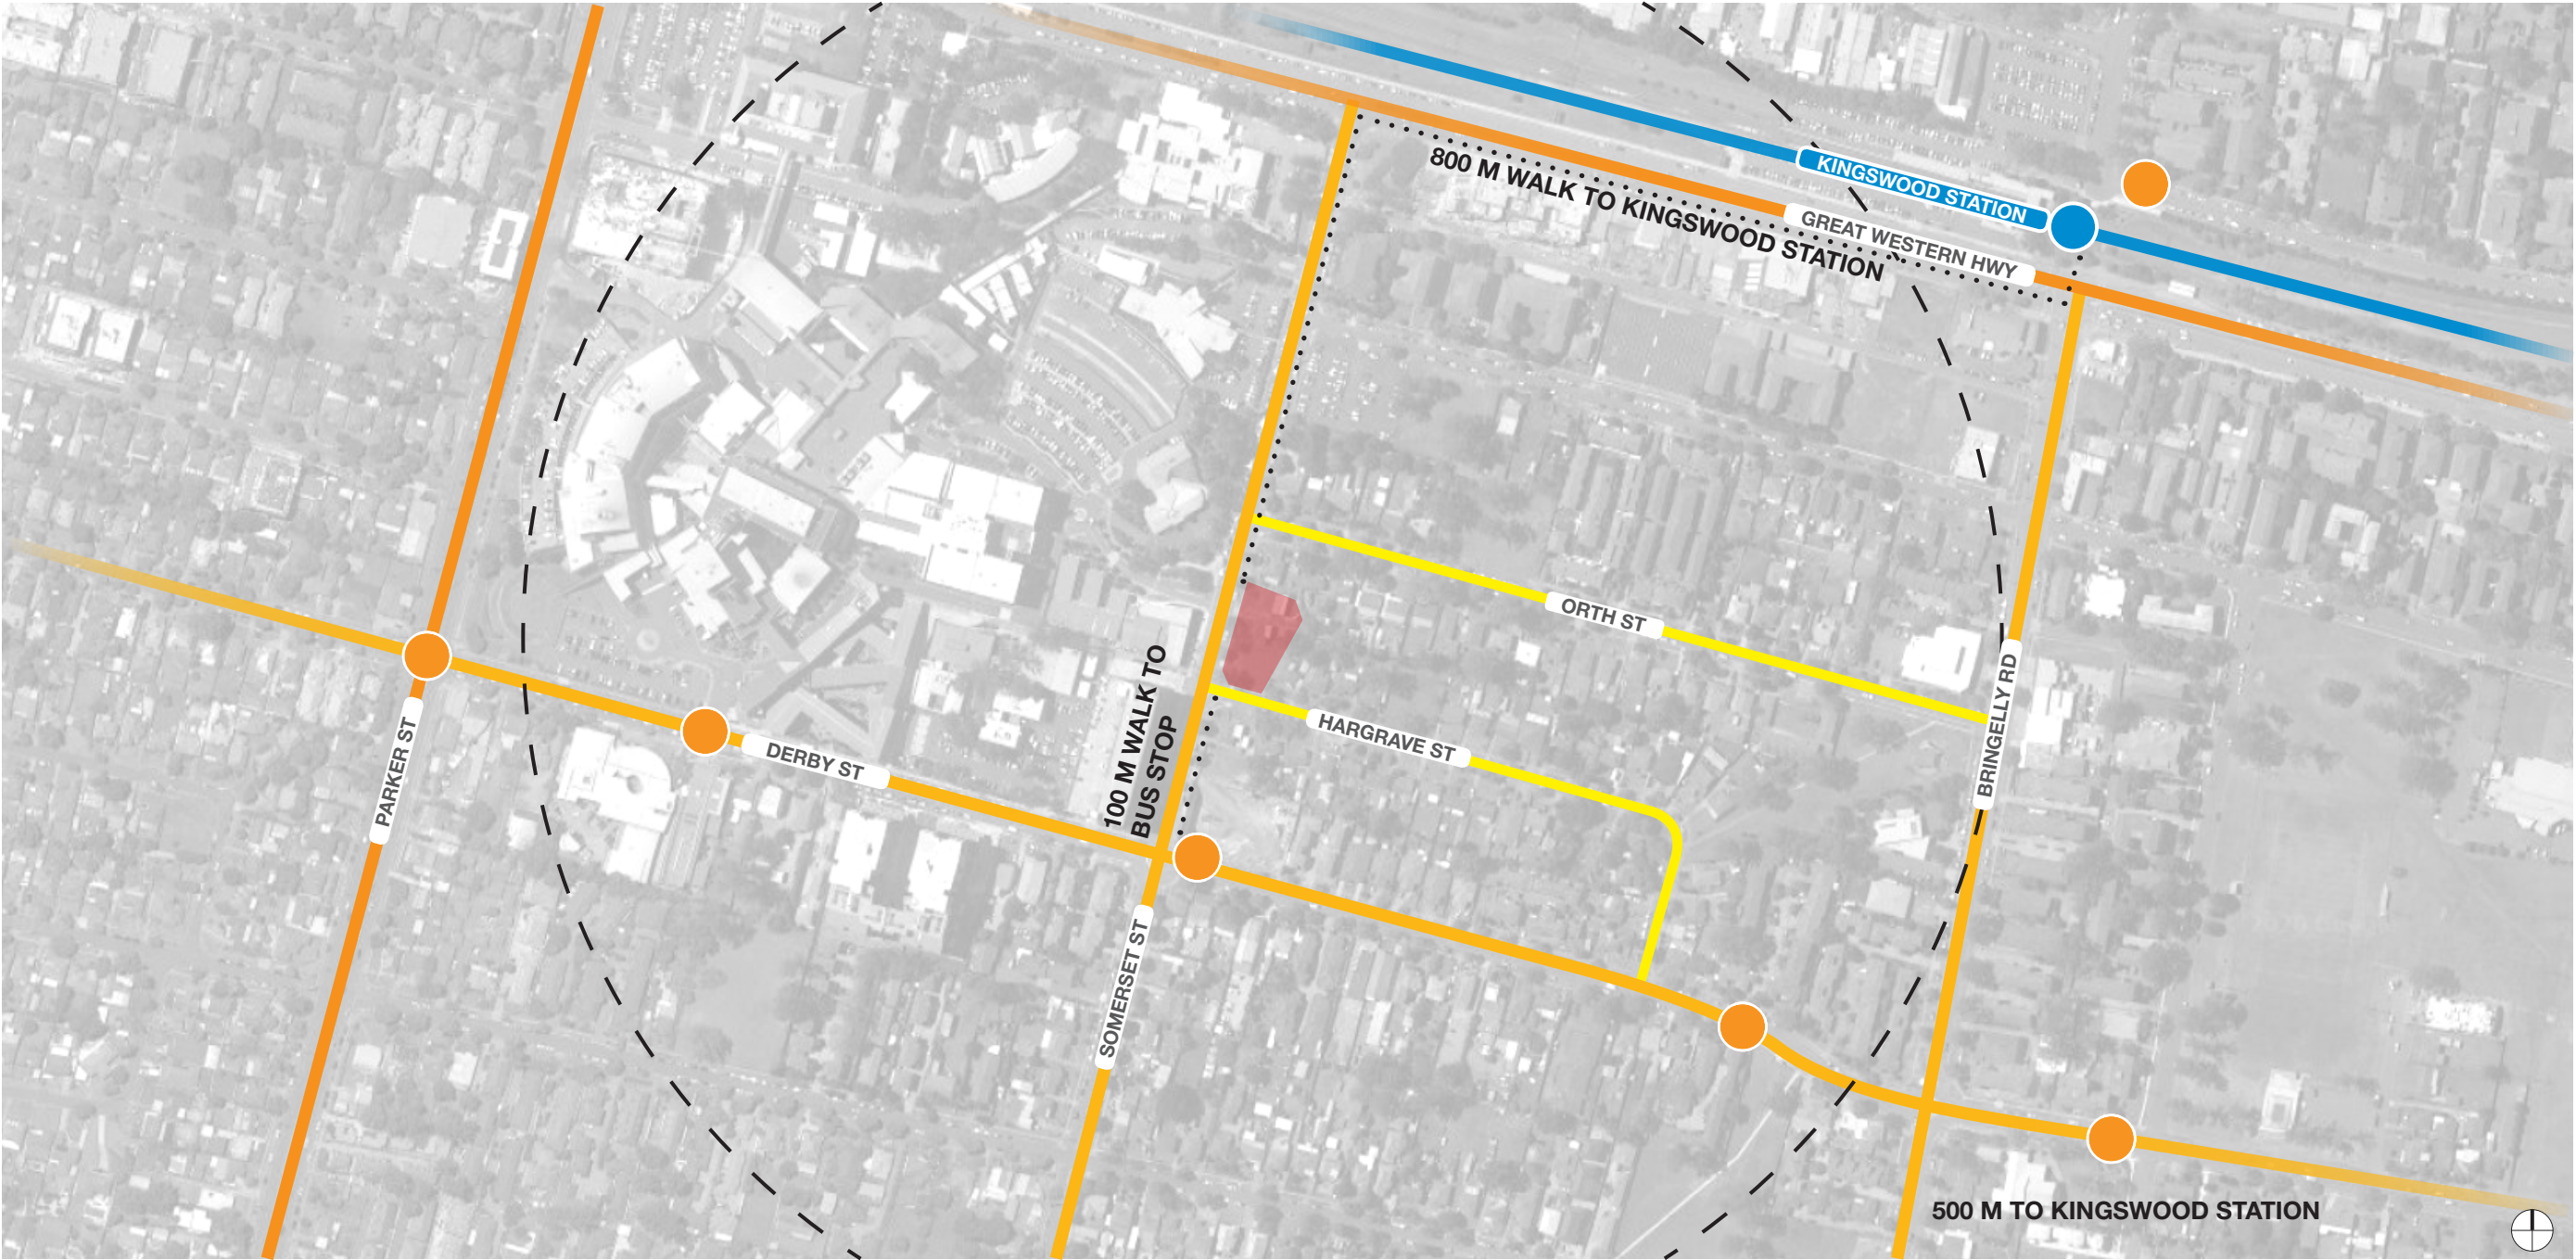 KINGSWOOD STATION
800 M WALK TO KINGSWOOD STATION
GREAT WESTERN HWY
ORTH ST
HARGRAVE ST
BRINGELLY RD
100 M WALK TO
BUS STOP
PARKER ST
DERBY ST
SOMERSET ST
500 M TO KINGSWOOD STATION